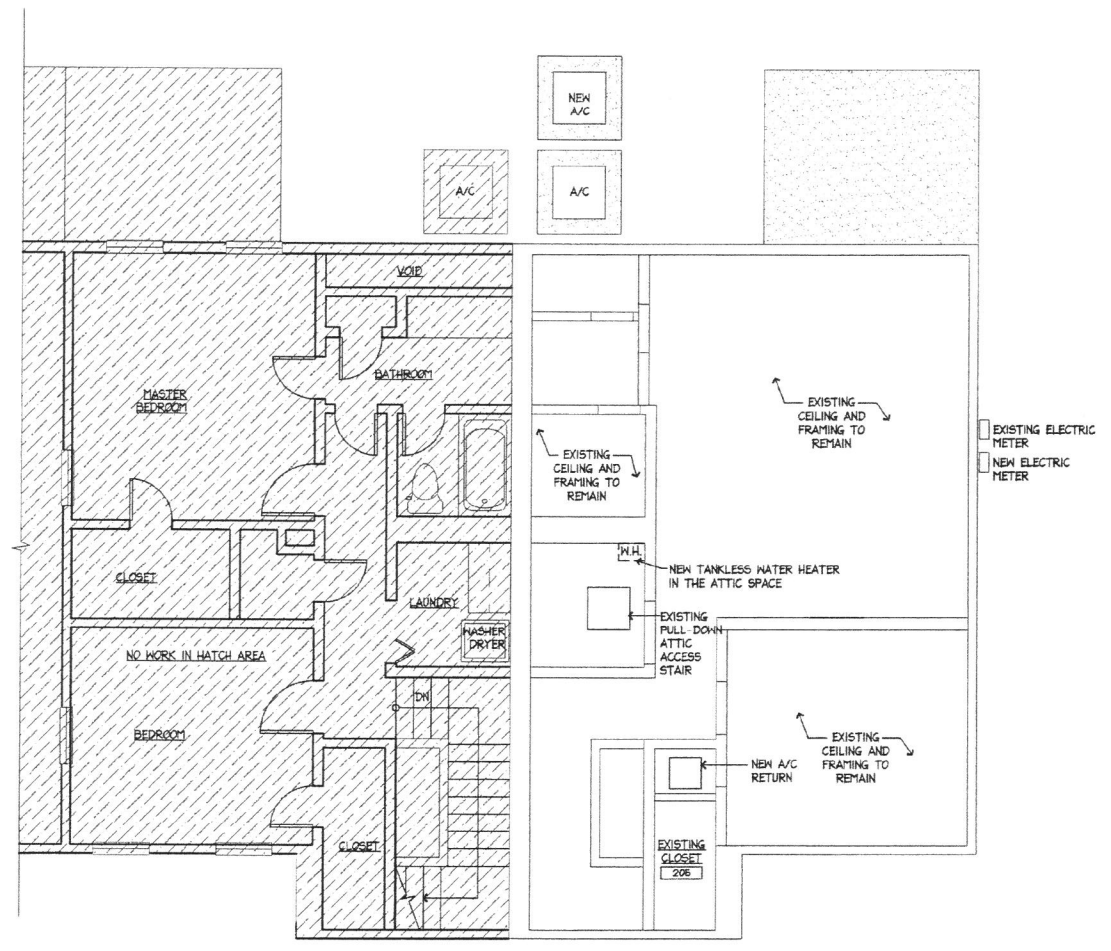 NEW
A/C
A/C
A/C
VOID
BATHROOM
MASTER
BEDROOM
EXISTING
CEILING AND
FRAMING TO
REMAIN
EXISTING ELECTRIC
METER
NEW ELECTRIC
METER
EXISTING
CEILING AND
FRAMING TO
REMAIN
W.H.
NEW TANKLESS WATER HEATER
IN THE ATTIC SPACE
CLOSET
LAUNDRY
WASHER
DRYER
EXISTING
PULL-DOWN
ATTIC
ACCESS
STAIR
NO WORK IN HATCH AREA
DN
BEDROOM
EXISTING
CEILING AND
FRAMING TO
REMAIN
NEW A/C
RETURN
CLOSET
EXISTING
CLOSET
205